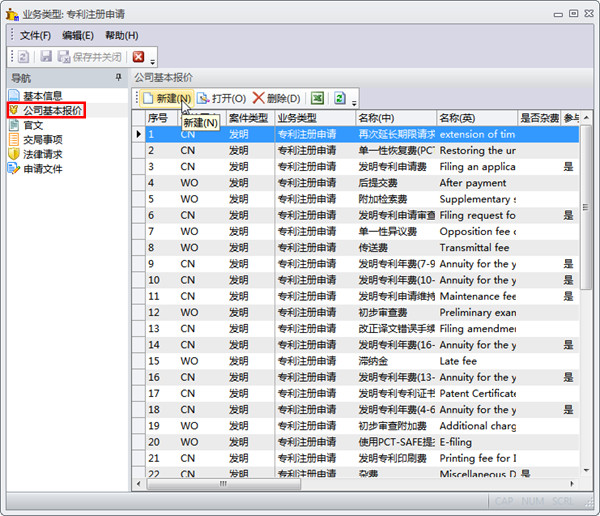 业务类型: 专利注册申请
文件(F) 编辑(E) 帮助(H)
保存并关闭
导航
基本信息
公司基本报价
官文
交局事项
法律请求
申请文件
公司基本报价
新建(N) 打开(O) 删除(D)
新建(N)
序号 案件类型 业务类型 名称(中) 名称(英) 是否杂费 参与
1 CN 发明 专利注册申请 再次延长期限请求 extension of tim
2 CN 发明 专利注册申请 单一性恢复费(PCT Restoring the un
3 CN 发明 专利注册申请 发明专利申请费 Filing an applica 是
4 WO 发明 专利注册申请 后提交费 After payment
5 WO 发明 专利注册申请 附加检索费 Supplementary s
6 CN 发明 专利注册申请 发明专利申请审查 Filing request fo 是
7 WO 发明 专利注册申请 单一性异议费 Opposition fee o
8 WO 发明 专利注册申请 传送费 Transmittal fee
9 CN 发明 专利注册申请 发明专利年费(7-9 Annuity for the y 是
10 CN 发明 专利注册申请 发明专利年费(10- Annuity for the y 是
11 CN 发明 专利注册申请 发明专利申请维持 Maintenance fee 是
12 WO 发明 专利注册申请 初步审查费 Preliminary exam
13 CN 发明 专利注册申请 改正译文错误手续 Filing amendmen
14 CN 发明 专利注册申请 发明专利年费(16- Annuity for the y 是
15 WO 发明 专利注册申请 滞纳金 Late fee
16 CN 发明 专利注册申请 发明专利年费(13- Annuity for the y 是
17 CN 发明 专利注册申请 发明专利专利证书 Patent Certificate
18 CN 发明 专利注册申请 发明专利年费(4-6 Annuity for the y 是
19 WO 发明 专利注册申请 初步审查附加费 Additional charg
20 WO 发明 专利注册申请 使用PCT-SAFE提交 E-filing
21 CN 发明 专利注册申请 发明专利印刷费 Printing fee for I
22 CN 发明 专利注册申请 杂费 Miscellaneous D 是
CAP NUM SCRL